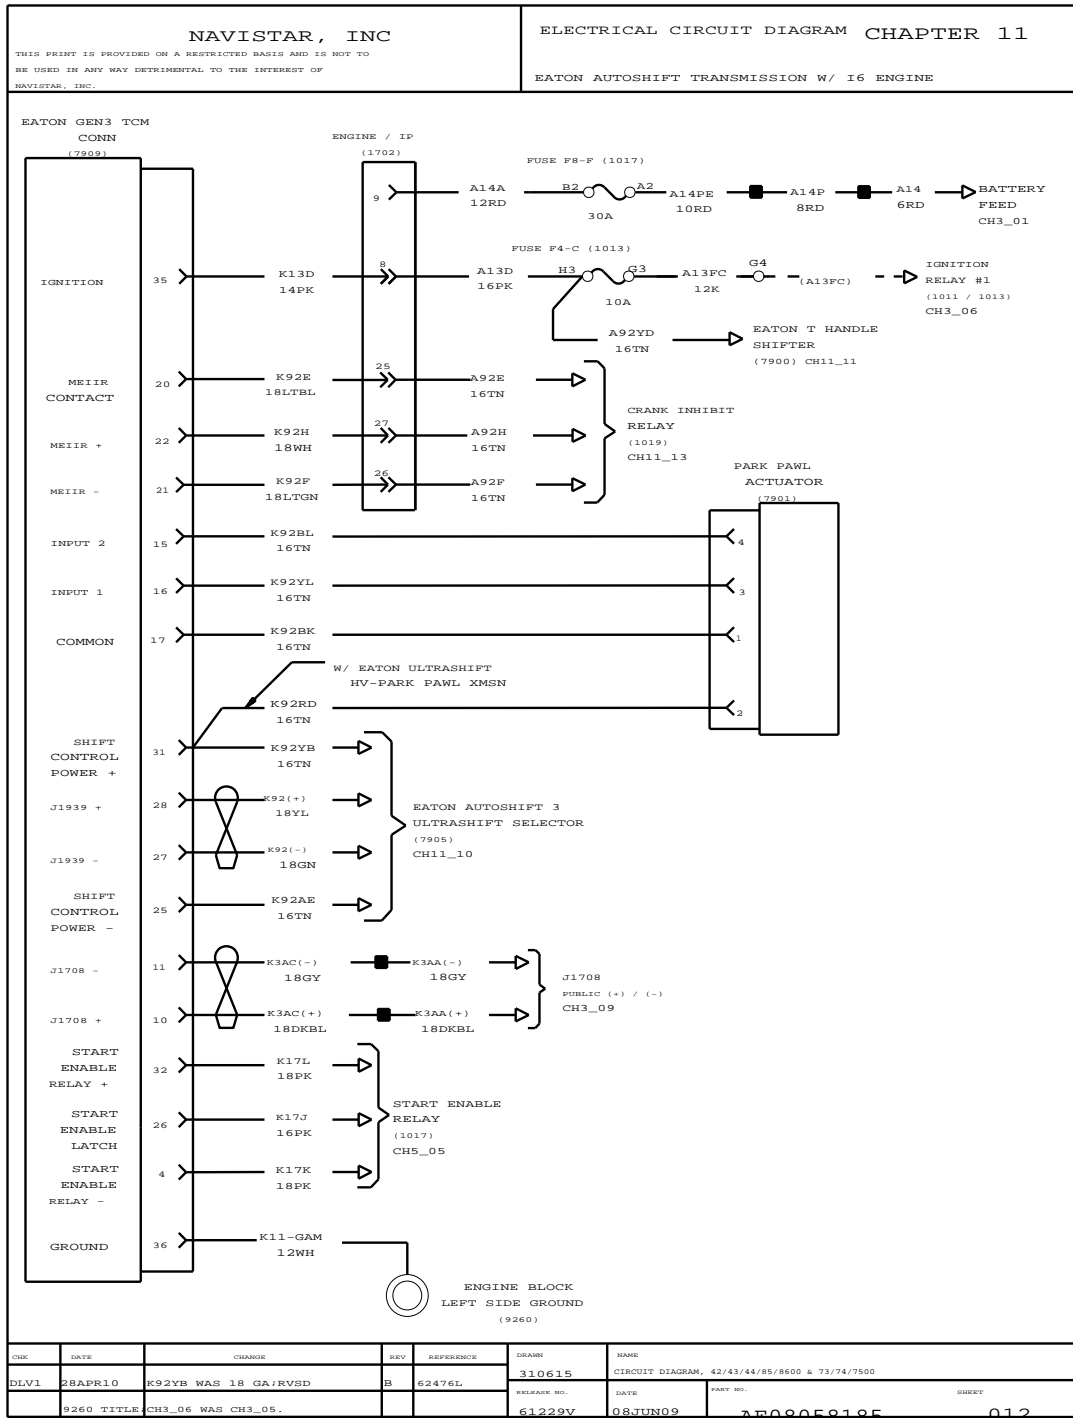 NAVISTAR, INC
THIS PRINT IS PROVIDED ON A RESTRICTED BASIS AND IS NOT TO
BE USED IN ANY WAY DETRIMENTAL TO THE INTEREST OF
NAVISTAR, INC.
ELECTRICAL CIRCUIT DIAGRAM CHAPTER 11
EATON AUTOSHIFT TRANSMISSION W/ I6 ENGINE
EATON GEN3 TCM
CONN
(7909)
ENGINE / IP
(1702)
FUSE F8-F (1017)
9
A14A
12RD
B2
A2
30A
A14PE
10RD
A14P
8RD
A14
6RD
BATTERY
FEED
CH3_01
FUSE F4-C (1013)
IGNITION
35
K13D
14PK
8
A13D
16PK
H3
G3
10A
A13FC
12K
G4
(A13FC)
IGNITION
RELAY #1
(1011 / 1013)
CH3_06
A92YD
16TN
EATON T HANDLE
SHIFTER
(7900) CH11_11
MEIIR
CONTACT
20
K92E
18LTBL
25
A92E
16TN
MEIIR +
22
K92H
18WH
27
A92H
16TN
MEIIR -
21
K92F
18LTGN
26
A92F
16TN
CRANK INHIBIT
RELAY
(1019)
CH11_13
PARK PAWL
ACTUATOR
(7901)
INPUT 2
15
K92BL
16TN
4
INPUT 1
16
K92YL
16TN
3
COMMON
17
K92BK
16TN
1
W/ EATON ULTRASHIFT
HV-PARK PAWL XMSN
K92RD
16TN
2
SHIFT
CONTROL
POWER +
31
K92YB
16TN
J1939 +
28
K92(+)
18YL
J1939 -
27
K92(-)
18GN
SHIFT
CONTROL
POWER -
25
K92AE
16TN
EATON AUTOSHIFT 3
ULTRASHIFT SELECTOR
(7905)
CH11_10
J1708 -
11
K3AC(-)
18GY
K3AA(-)
18GY
J1708 +
10
K3AC(+)
18DKBL
K3AA(+)
18DKBL
J1708
PUBLIC (+) / (-)
CH3_09
START
ENABLE
RELAY +
32
K17L
18PK
START
ENABLE
LATCH
26
K17J
16PK
START
ENABLE
RELAY -
4
K17K
18PK
START ENABLE
RELAY
(1017)
CH5_05
GROUND
36
K11-GAM
12WH
ENGINE BLOCK
LEFT SIDE GROUND
(9260)
CHK DATE CHANGE REV REFERENCE
DLV1 28APR10 K92YB WAS 18 GA;RVSD B 62476L
9260 TITLE;CH3_06 WAS CH3_05.
DRAWN
310615
NAME
CIRCUIT DIAGRAM, 42/43/44/85/8600 & 73/74/7500
RELEASE NO.
61229V
DATE
08JUN09
PART NO.
AE08058185
SHEET
012